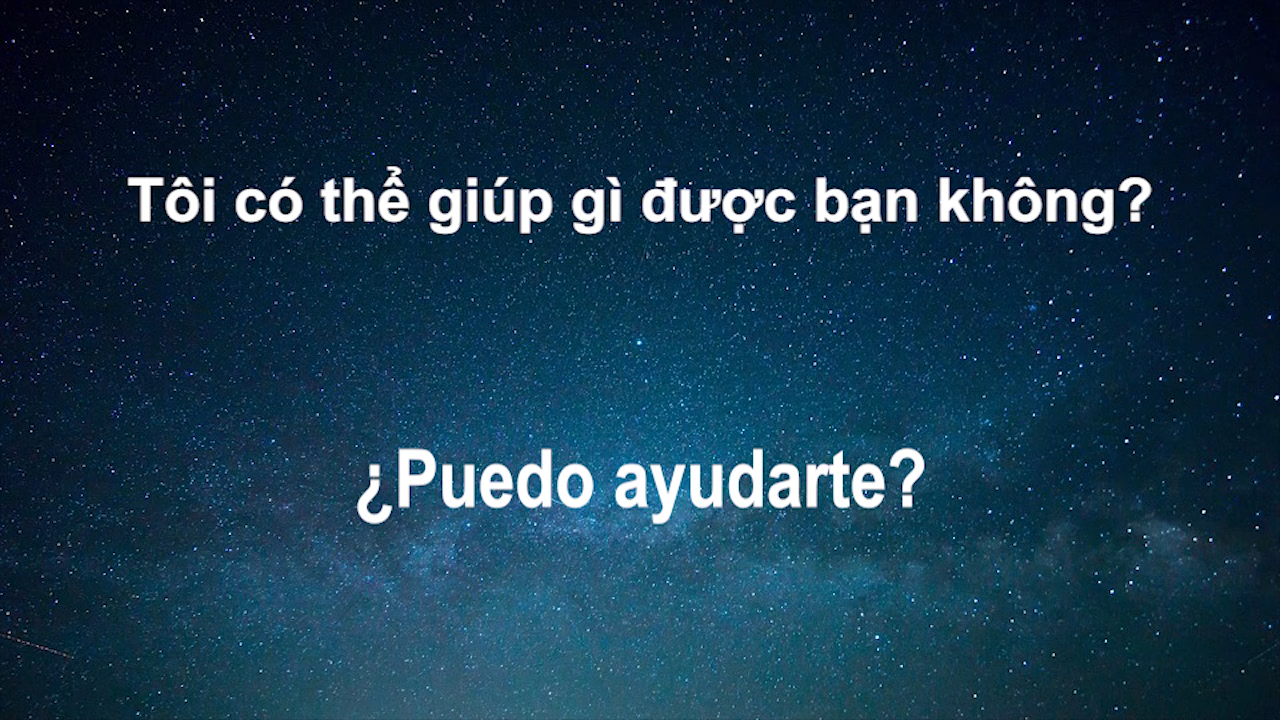 Tôi có thể giúp gì được bạn không?
¿Puedo ayudarte?